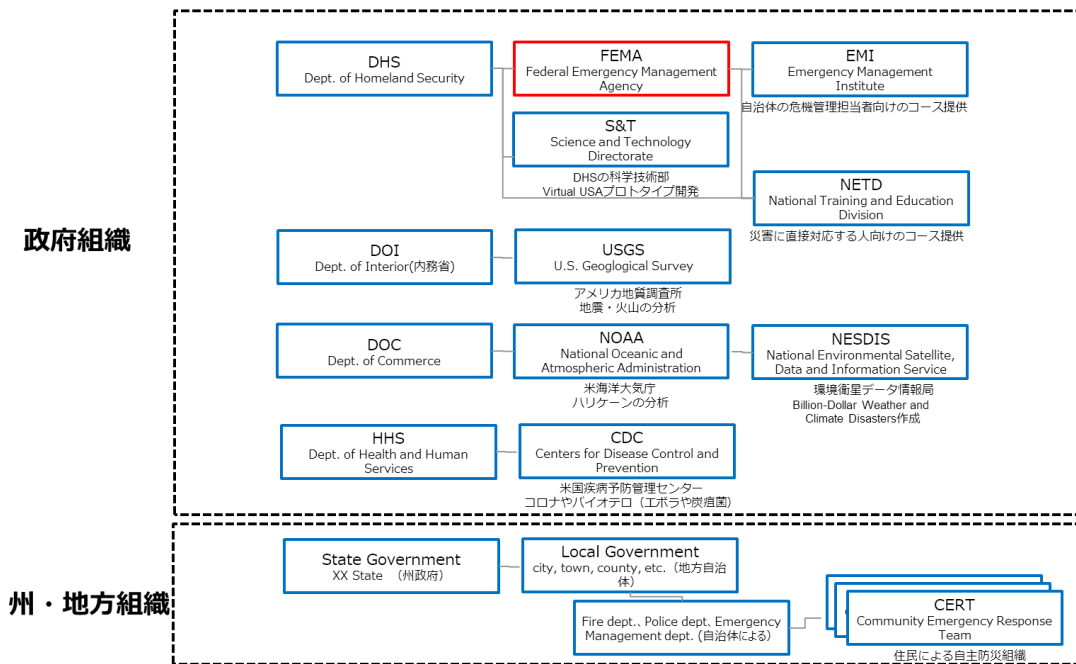 政府組織
DHS
Dept. of Homeland Security
FEMA
Federal Emergency Management
Agency
EMI
Emergency Management
Institute
自治体の危機管理担当者向けのコース提供
S&T
Science and Technology
Directorate
DHSの科学技術部
Virtual USAプロトタイプ開発
NETD
National Training and Education
Division
災害に直接対応する人向けのコース提供
DOI
Dept. of Interior(内務省)
USGS
U.S. Geoglogical Survey
アメリカ地質調査所
地震・火山の分析
DOC
Dept. of Commerce
NOAA
National Oceanic and
Atmospheric Administration
米海洋大気庁
ハリケーンの分析
NESDIS
National Environmental Satellite,
Data and Information Service
環境衛星データ情報局
Billion-Dollar Weather and
Climate Disasters作成
HHS
Dept. of Health and Human
Services
CDC
Centers for Disease Control and
Prevention
米国疾病予防管理センター
コロナやバイオテロ（エボラや炭疽菌）
州・地方組織
State Government
XX State （州政府）
Local Government
city, town, county, etc.（地方自治
体）
Fire dept.、Police dept、Emergency
Management dept. (自治体による）
CERT
Community Emergency Response
Team
住民による自主防災組織